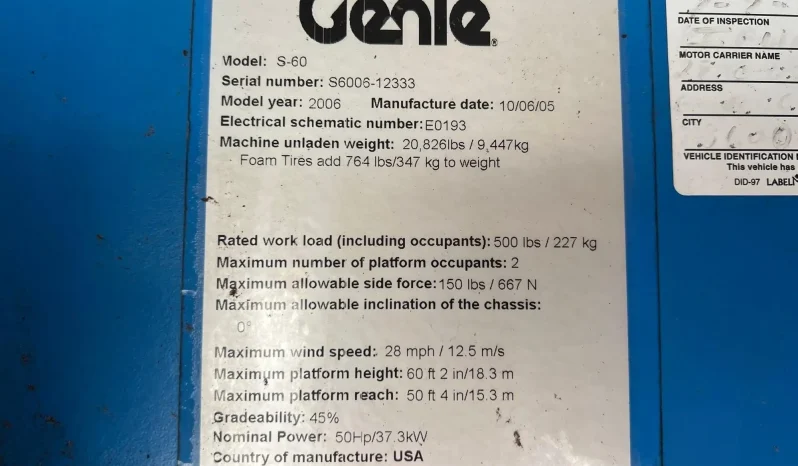 Genie®
Model: S-60
Serial number: S6006-12333
Model year: 2006 Manufacture date: 10/06/05
Electrical schematic number: E0193
Machine unladen weight: 20,826lbs / 9,447kg
Foam Tires add 764 lbs/347 kg to weight
Rated work load (including occupants): 500 lbs / 227 kg
Maximum number of platform occupants: 2
Maximum allowable side force: 150 lbs / 667 N
Maximum allowable inclination of the chassis:
0°
Maximum wind speed: 28 mph / 12.5 m/s
Maximum platform height: 60 ft 2 in/18.3 m
Maximum platform reach: 50 ft 4 in/15.3 m
Gradeability: 45%
Nominal Power: 50Hp/37.3kW
Country of manufacture: USA
DATE OF INSPECTION
MOTOR CARRIER NAME
ADDRESS
CITY
VEHICLE IDENTIFICATION
This vehicle has
DID-97 LABELI